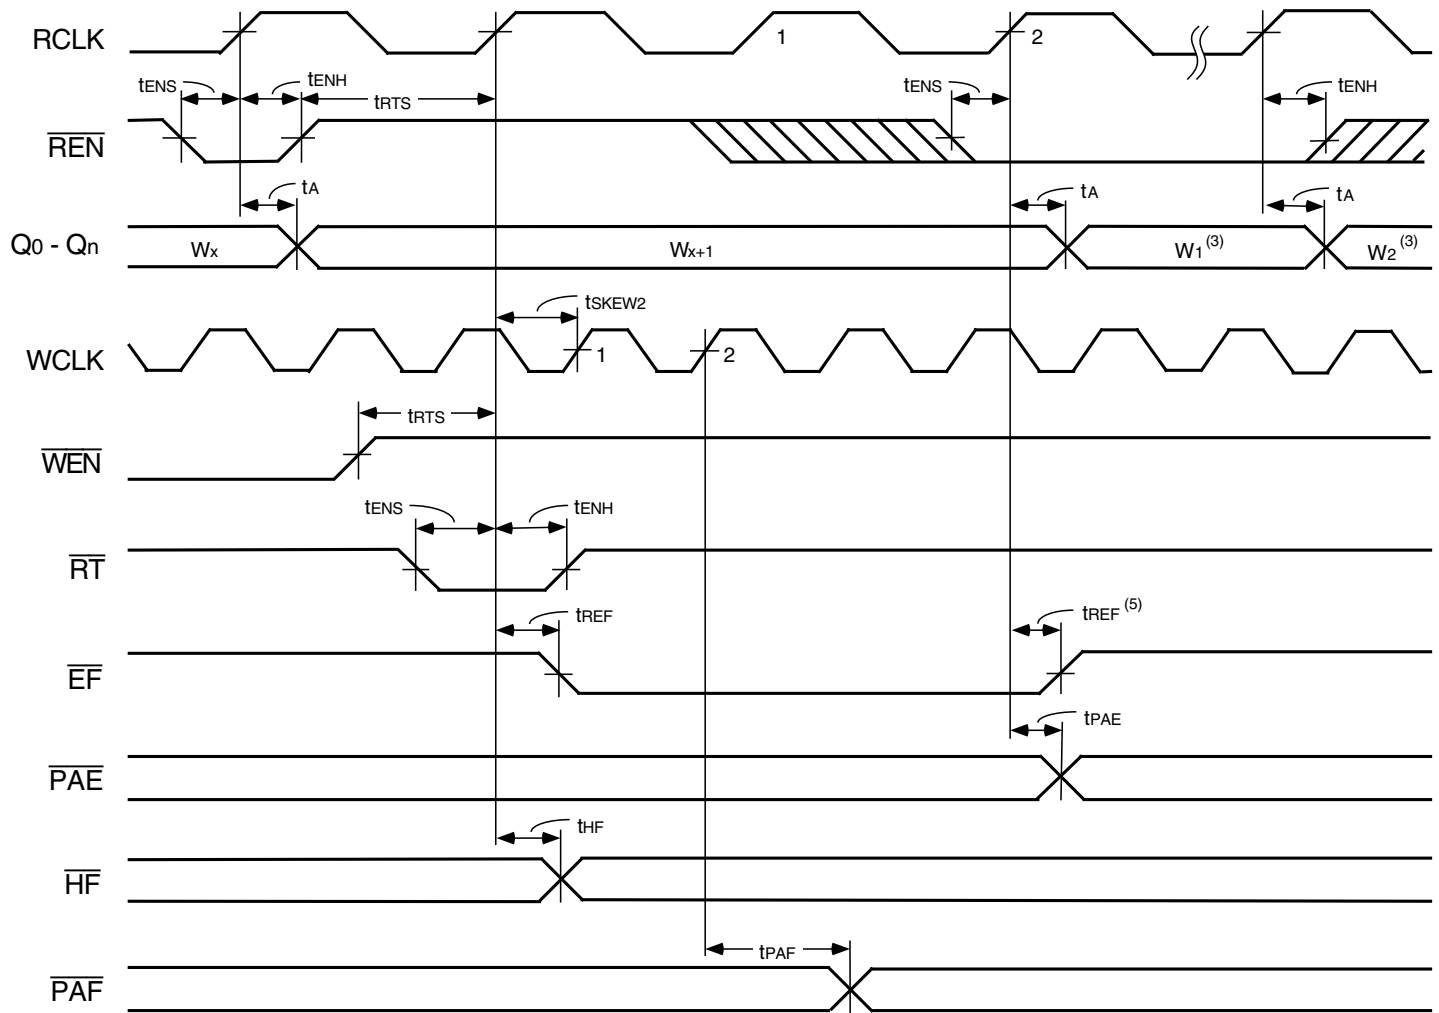 RCLK 1 2
tENS tENH tRTS tENS tENH
REN
tA tA tA
Q0 - Qn Wx Wx+1 W1(3) W2(3)
tSKEW2
WCLK 1 2
tRTS
WEN
tENS tENH
RT
tREF tREF(5)
EF
tPAE
PAE
tHF
HF
tPAF
PAF